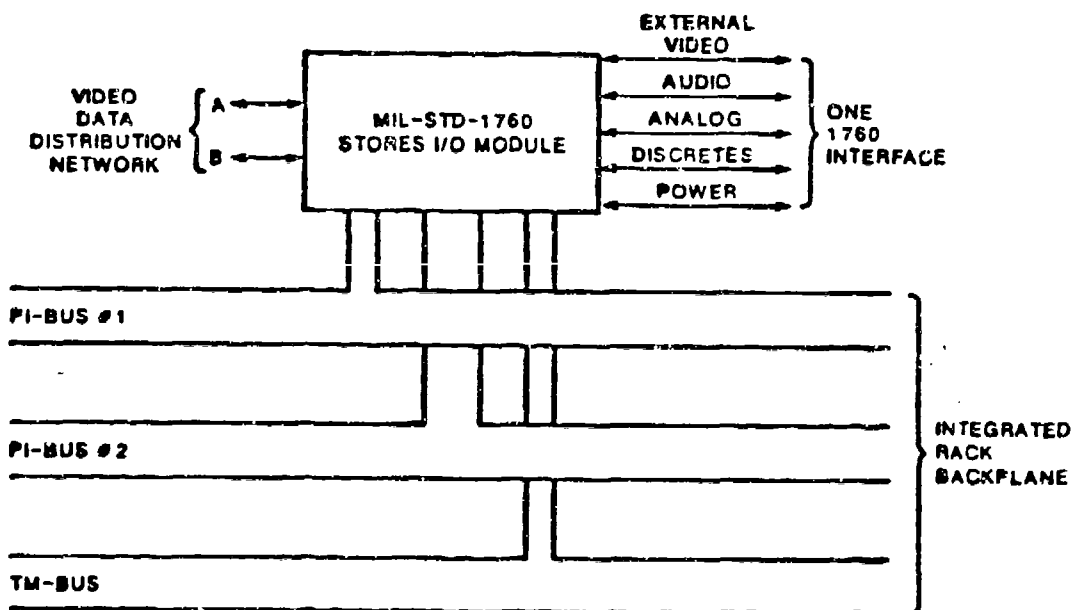 EXTERNAL
VIDEO
AUDIO
ANALOG
DISCRETES
POWER
VIDEO
DATA
DISTRIBUTION
NETWORK
A
B
MIL-STD-1760
STORES I/O MODULE
ONE
1760
INTERFACE
PI-BUS #1
PI-BUS #2
TM-BUS
INTEGRATED
RACK
BACKPLANE